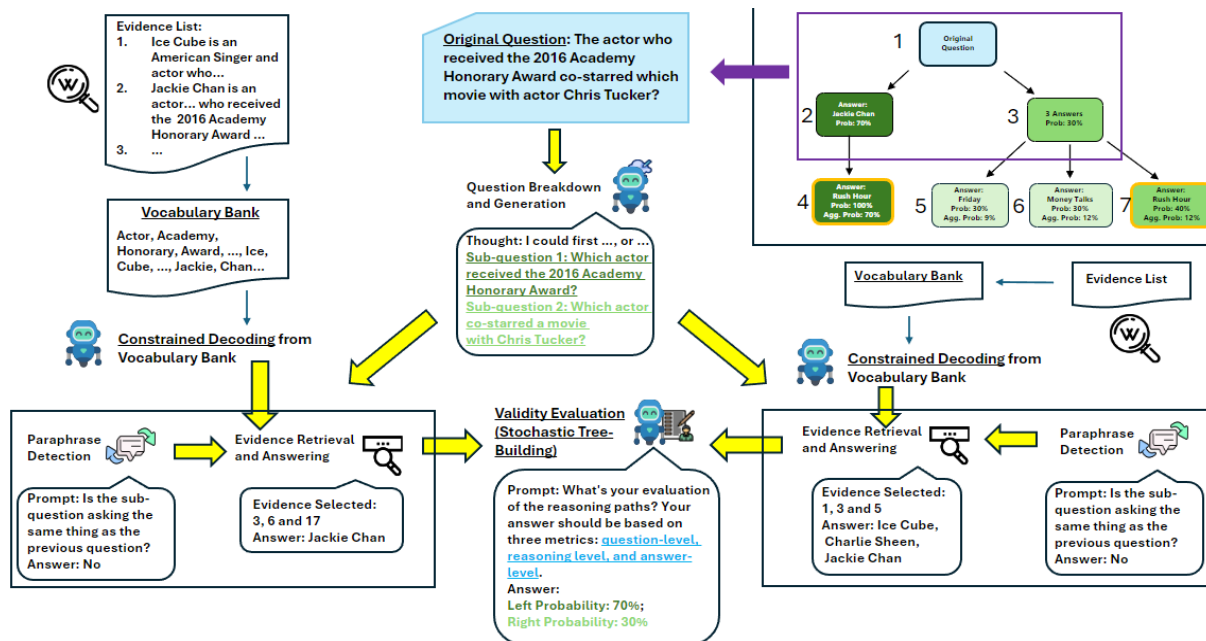 Evidence List:
1. Ice Cube is an
American Singer and
actor who...
2. Jackie Chan is an
actor... who received
the 2016 Academy
Honorary Award ...
3. ...
W
Vocabulary Bank
Actor, Academy,
Honorary, Award, ..., Ice,
Cube, ..., Jackie, Chan...
Constrained Decoding from
Vocabulary Bank
Original Question: The actor who
received the 2016 Academy
Honorary Award co-starred which
movie with actor Chris Tucker?
Question Breakdown
and Generation
Thought: I could first ..., or ...
Sub-question 1: Which actor
received the 2016 Academy
Honorary Award?
Sub-question 2: Which actor
co-starred a movie
with Chris Tucker?
1
Original
Question
2
Answer:
Jackie Chan
Prob: 70%
3
3 Answers
Prob: 30%
4
Answer:
Rush Hour
Prob: 100%
Agg. Prob: 70%
5
Answer:
Friday
Prob: 30%
Agg. Prob: 9%
6
Answer:
Money Talks
Prob: 30%
Agg. Prob: 12%
7
Answer:
Rush Hour
Prob: 40%
Agg. Prob: 12%
Vocabulary Bank
Evidence List
W
Constrained Decoding from
Vocabulary Bank
Paraphrase
Detection
Prompt: Is the sub-
question asking the
same thing as the
previous question?
Answer: No
Evidence Retrieval
and Answering
Evidence Selected:
3, 6 and 17
Answer: Jackie Chan
Validity Evaluation
(Stochastic Tree-
Building)
Prompt: What's your evaluation
of the reasoning paths? Your
answer should be based on
three metrics: question-level,
reasoning level, and answer-
level.
Answer:
Left Probability: 70%;
Right Probability: 30%
Evidence Retrieval
and Answering
Evidence Selected:
1, 3 and 5
Answer: Ice Cube,
Charlie Sheen,
Jackie Chan
Paraphrase
Detection
Prompt: Is the sub-
question asking the
same thing as the
previous question?
Answer: No